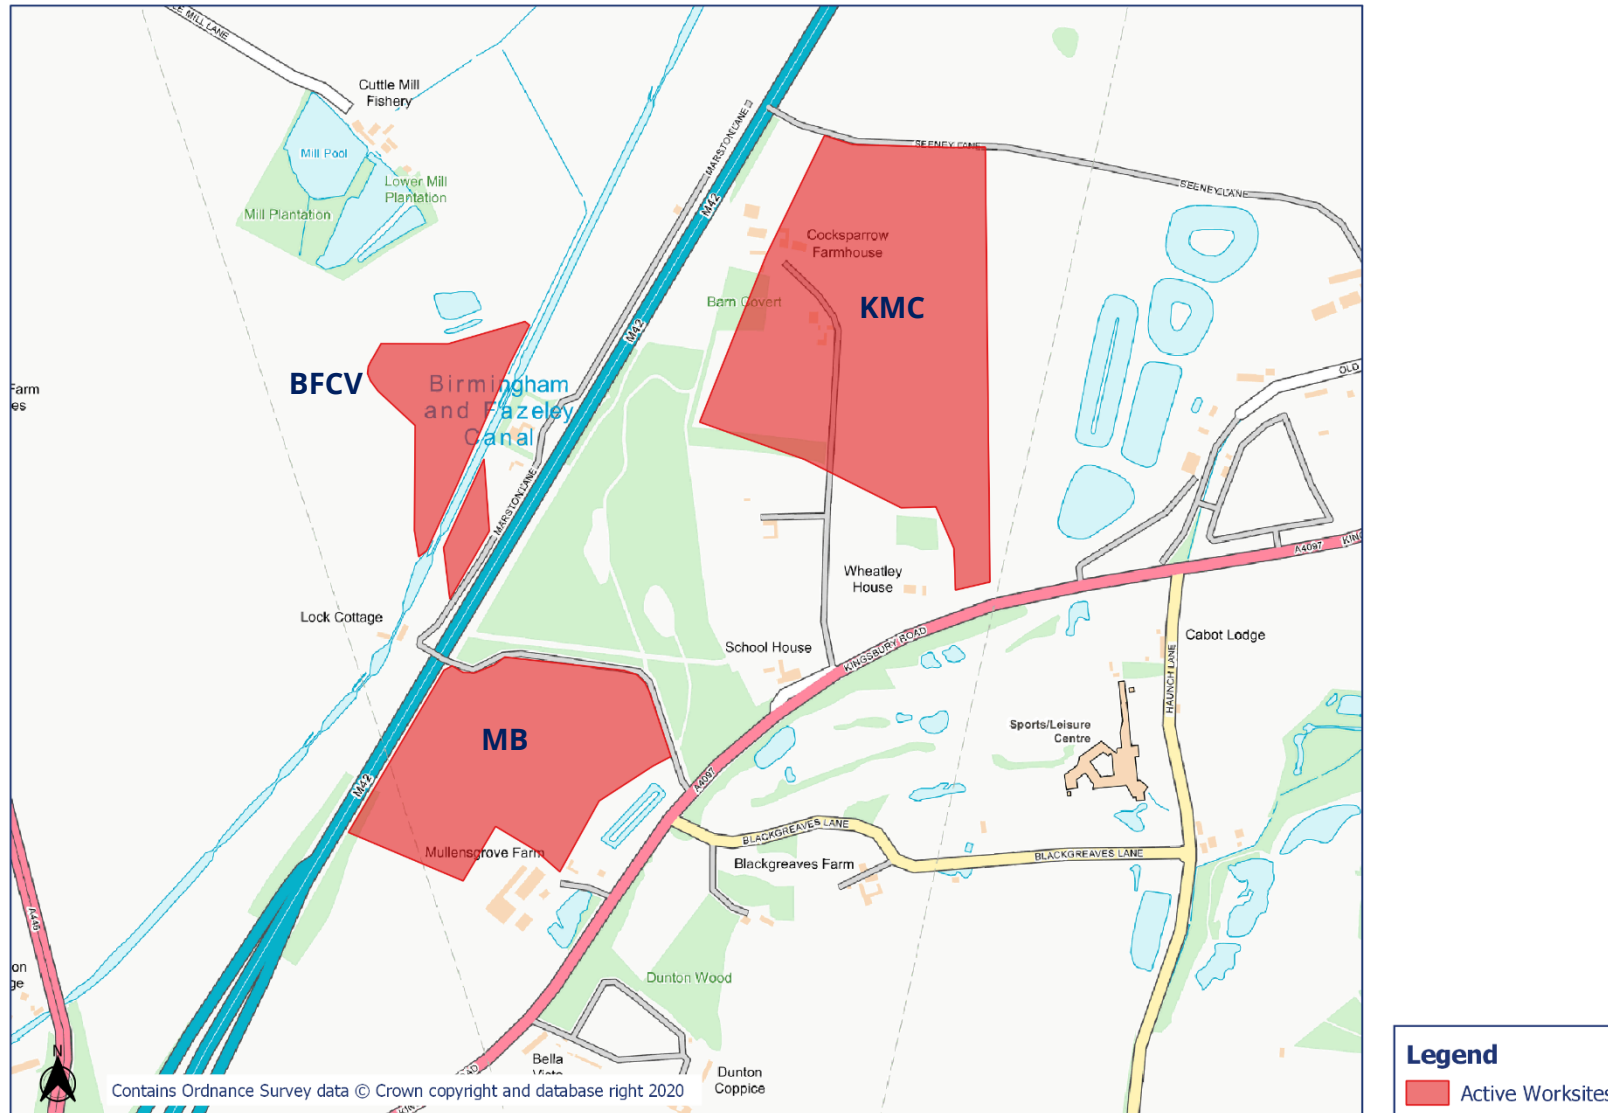 LE MILL LANE
Cuttle Mill
Fishery
Mill Pool
Lower Mill
Plantation
Mill Plantation
MARSTON LANE
M42
SEENEY LANE
SEENEY LANE
Cocksparrow
Farmhouse
Barn Covert
KMC
M42
BFCV
Birmingham
and Fazeley
Canal
Farm
es
OLD
MARSTON LANE
A4097
KIN
Wheatley
House
Lock Cottage
School House
KINGSBURY ROAD
Cabot Lodge
HAUNCH LANE
Sports/Leisure
Centre
MB
M42
A4097
BLACKGREAVES LANE
BLACKGREAVES LANE
Mullensgrove Farm
Blackgreaves Farm
A446
on
ge
Dunton Wood
N
Bella
Dunton
Coppice
OAD
Contains Ordnance Survey data © Crown copyright and database right 2020
Legend
Active Worksites